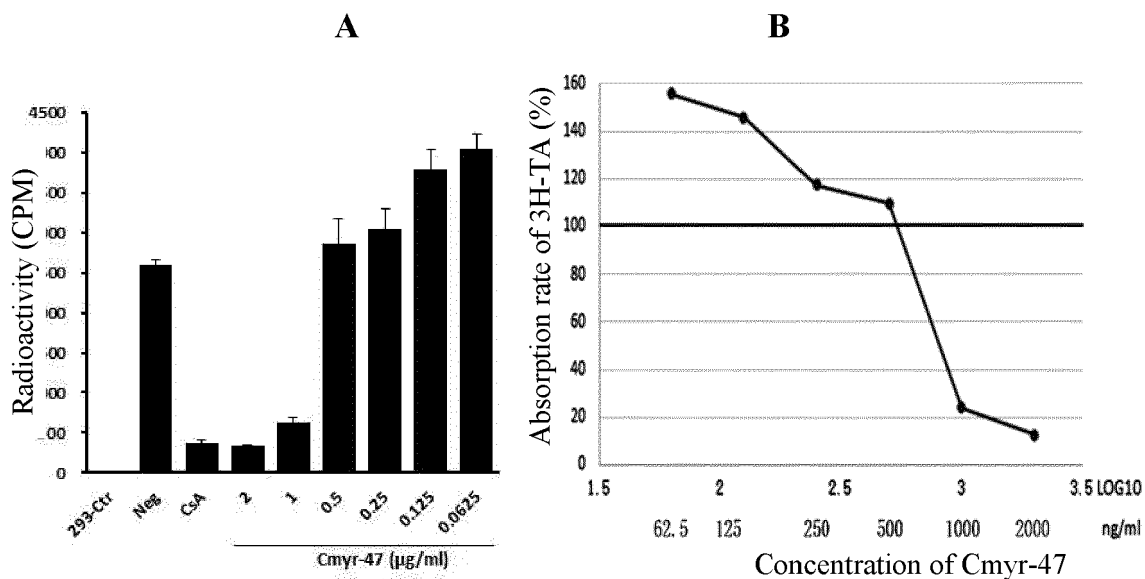 A
B
Radioactivity (CPM)
4500
0
293-Ctr
Neg
CsA
2
1
0.5
0.25
0.125
0.0625
Cmyr-47 (µg/ml)
Absorption rate of 3H-TA (%)
160
140
120
100
80
60
40
20
0
1.5 2 2.5 3 3.5 LOG10
62.5 125 250 500 1000 2000 ng/ml
Concentration of Cmyr-47